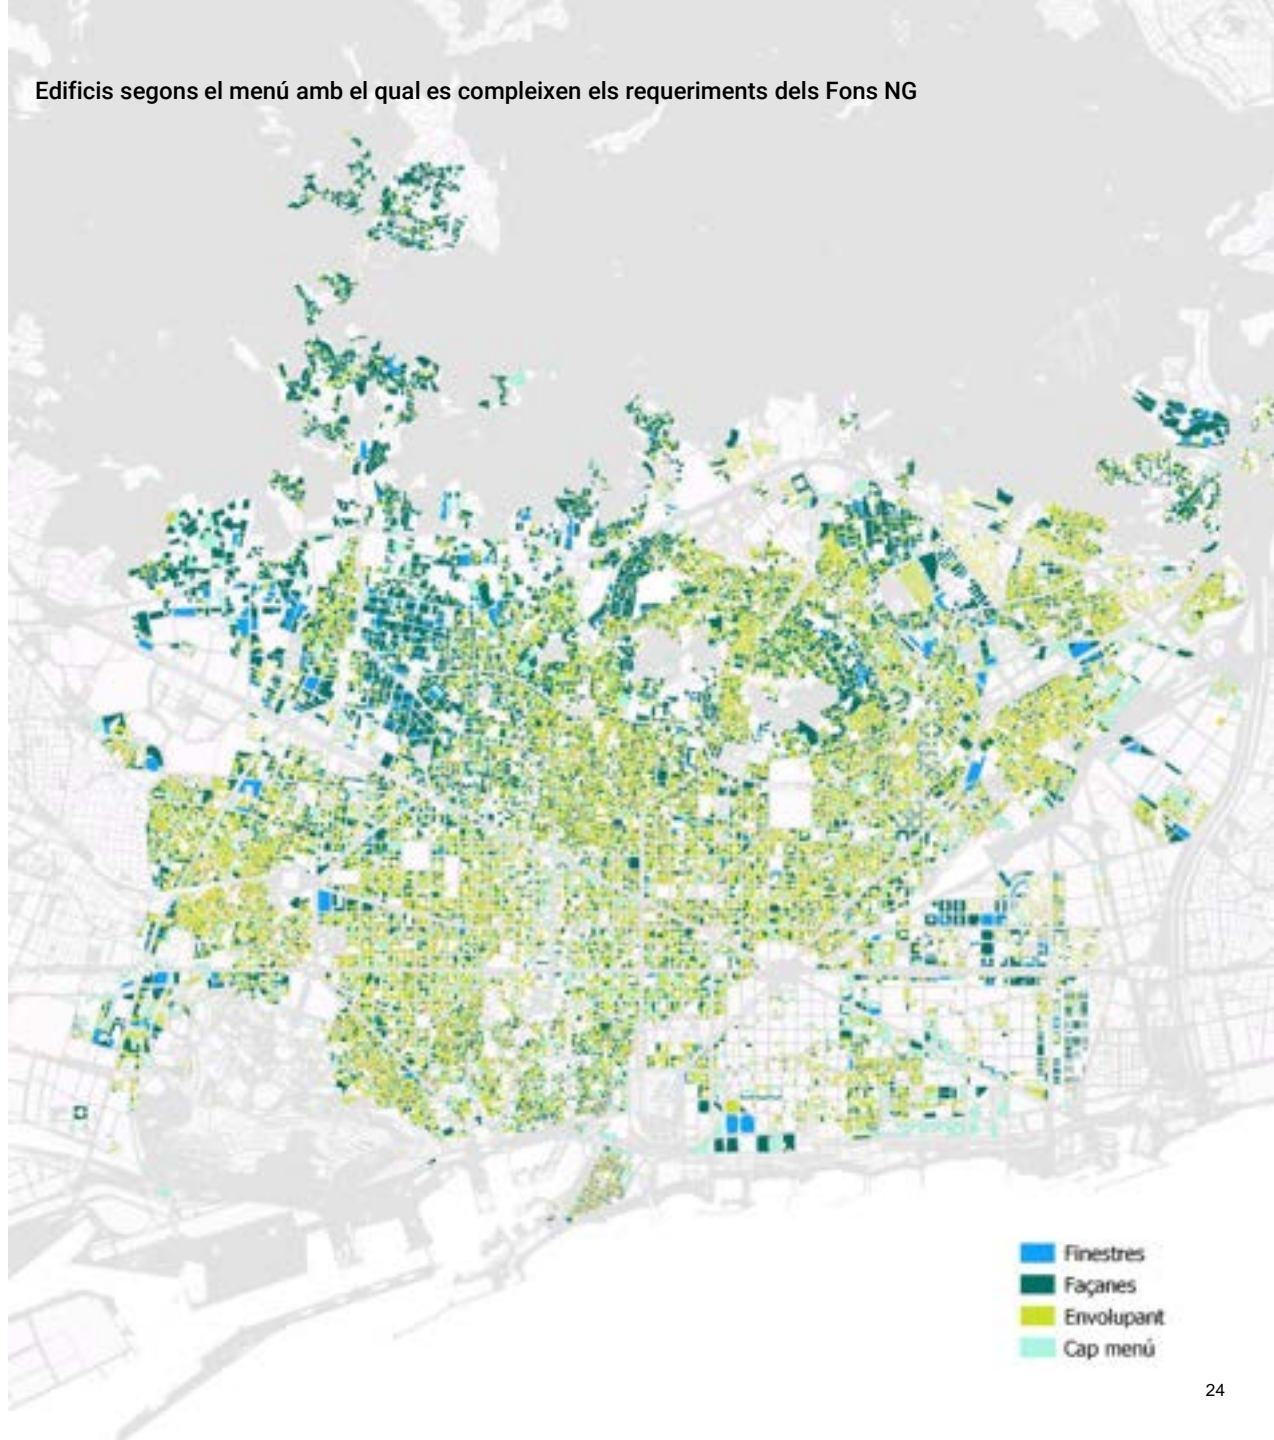 Edificis segons el menú amb el qual es compleixen els requeriments dels Fons NG
Finestres
Façanes
Envolupant
Cap menú
24